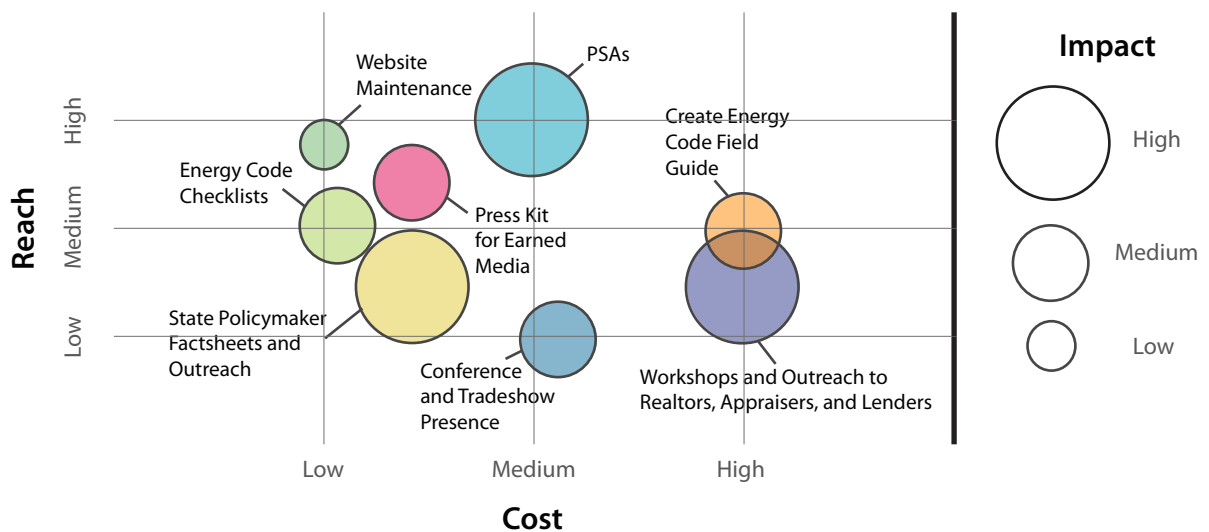 Website
Maintenance
PSAs
Create Energy
Code Field
Guide
Energy Code
Checklists
Press Kit
for Earned
Media
State Policymaker
Factsheets and
Outreach
Conference
and Tradeshow
Presence
Workshops and Outreach to
Realtors, Appraisers, and Lenders
Reach
High
Medium
Low
Low
Medium
High
Cost
Impact
High
Medium
Low